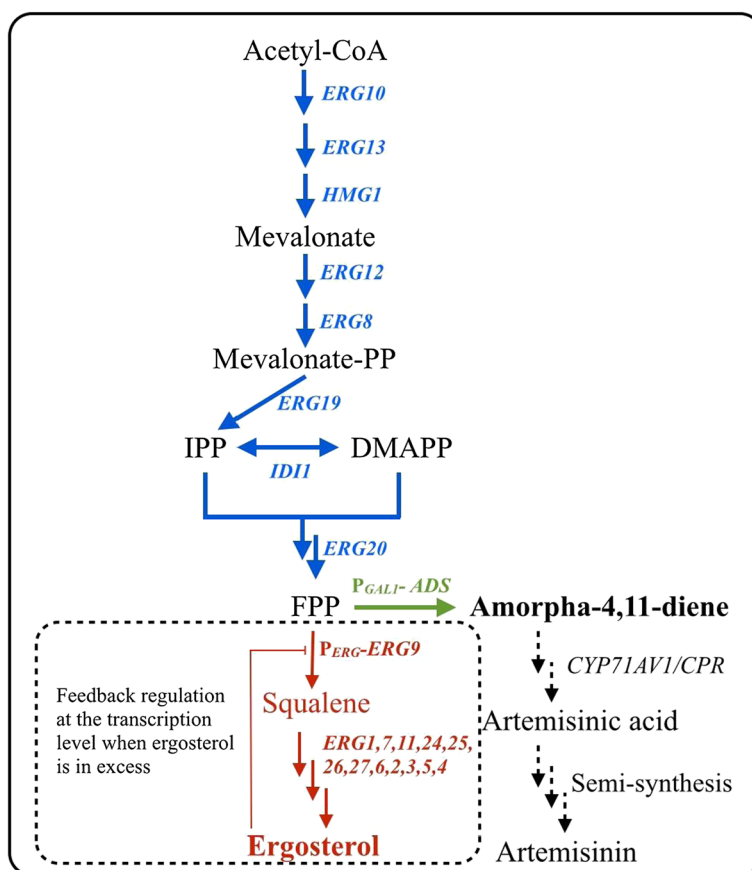 Acetyl-CoA
ERG10
ERG13
HMG1
Mevalonate
ERG12
ERG8
Mevalonate-PP
ERG19
IPP
DMAPP
IDI1
ERG20
FPP
PGAL1- ADS
Amorpha-4,11-diene
PERG-ERG9
CYP71AV1/CPR
Feedback regulation
at the transcription
level when ergosterol
is in excess
Squalene
Artemisinic acid
ERG1,7,11,24,25,
26,27,6,2,3,5,4
Semi-synthesis
Ergosterol
Artemisinin